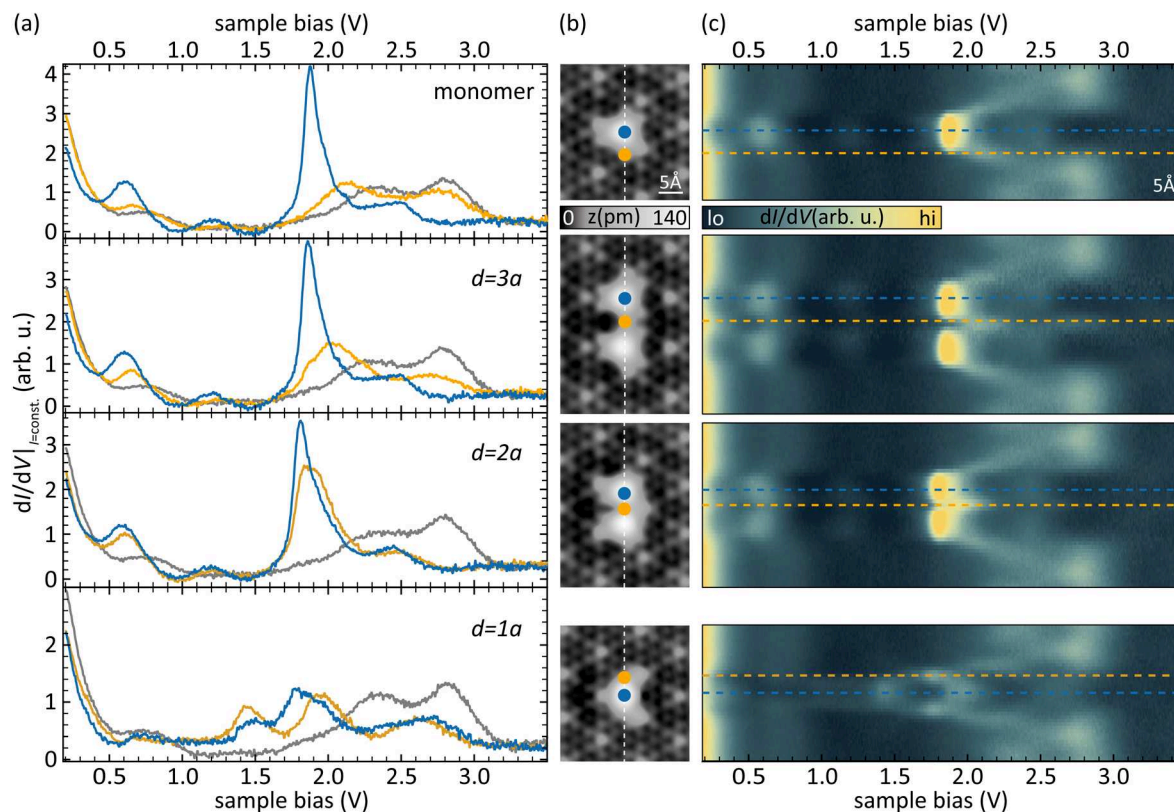 (a)
sample bias (V)
0.5 1.0 1.5 2.0 2.5 3.0
(b)
(c)
sample bias (V)
0.5 1.0 1.5 2.0 2.5 3.0
dI/dV|I=const. (arb. u.)
4
3
2
1
0
monomer
5Å
5Å
0 z(pm) 140
lo dI/dV(arb. u.) hi
3
2
1
0
d=3a
3
2
1
0
d=2a
2
1
0
d=1a
0.5 1.0 1.5 2.0 2.5 3.0
sample bias (V)
0.5 1.0 1.5 2.0 2.5 3.0
sample bias (V)